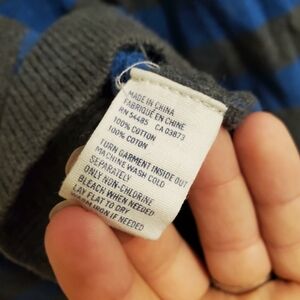 MADE IN CHINA
FABRIQUÉ EN CHINE
RN 54485 CA 03873
100% COTTON
100% COTON
TURN GARMENT INSIDE OUT
MACHINE WASH COLD
SEPARATELY
ONLY NON-CHLORINE
BLEACH WHEN NEEDED
LAY FLAT TO DRY
IRON IF NEEDED